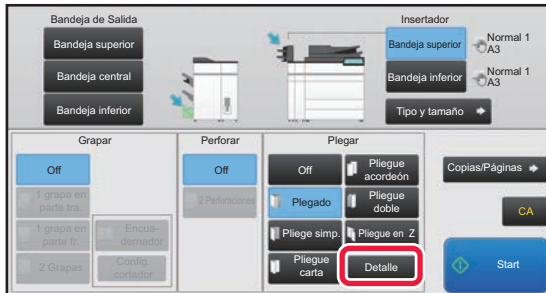 Bandeja de Salida
Bandeja superior
Bandeja central
Bandeja inferior
Insertador
Bandeja superior
Normal 1
A3
Bandeja inferior
Normal 1
A3
Tipo y tamaño
Grapar
Off
1 grapa en
parte tra.
1 grapa en
parte fr.
2 Grapas
Encua-
dernador
Config.
cortador
Perforar
Off
2 Perforaciones
Plegar
Off
Pliegue
acordeón
Plegado
Pliegue
doble
Pliege simp.
Pliegue en Z
Pliegue
carta
Detalle
Copias/Páginas
CA
Start